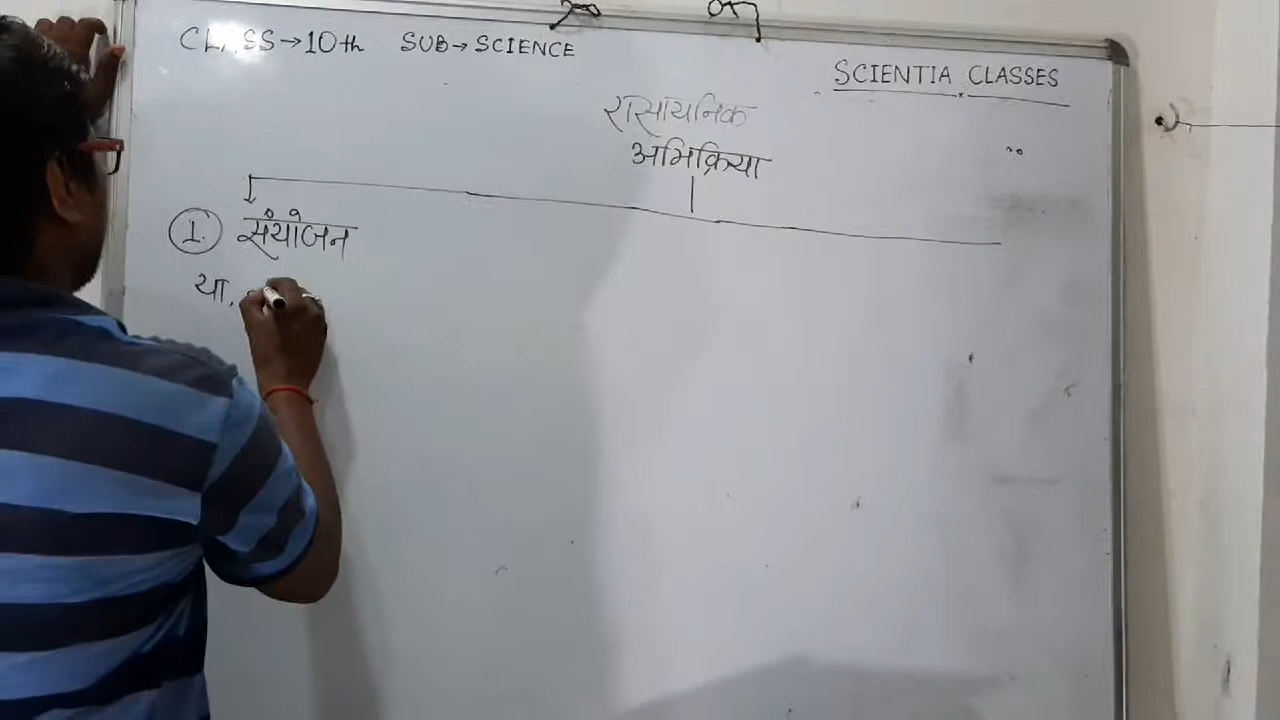 CLASS→10th SUB→SCIENCE
SCIENTIA CLASSES
रासायनिक
अभिक्रिया
1. संयोजन
या,